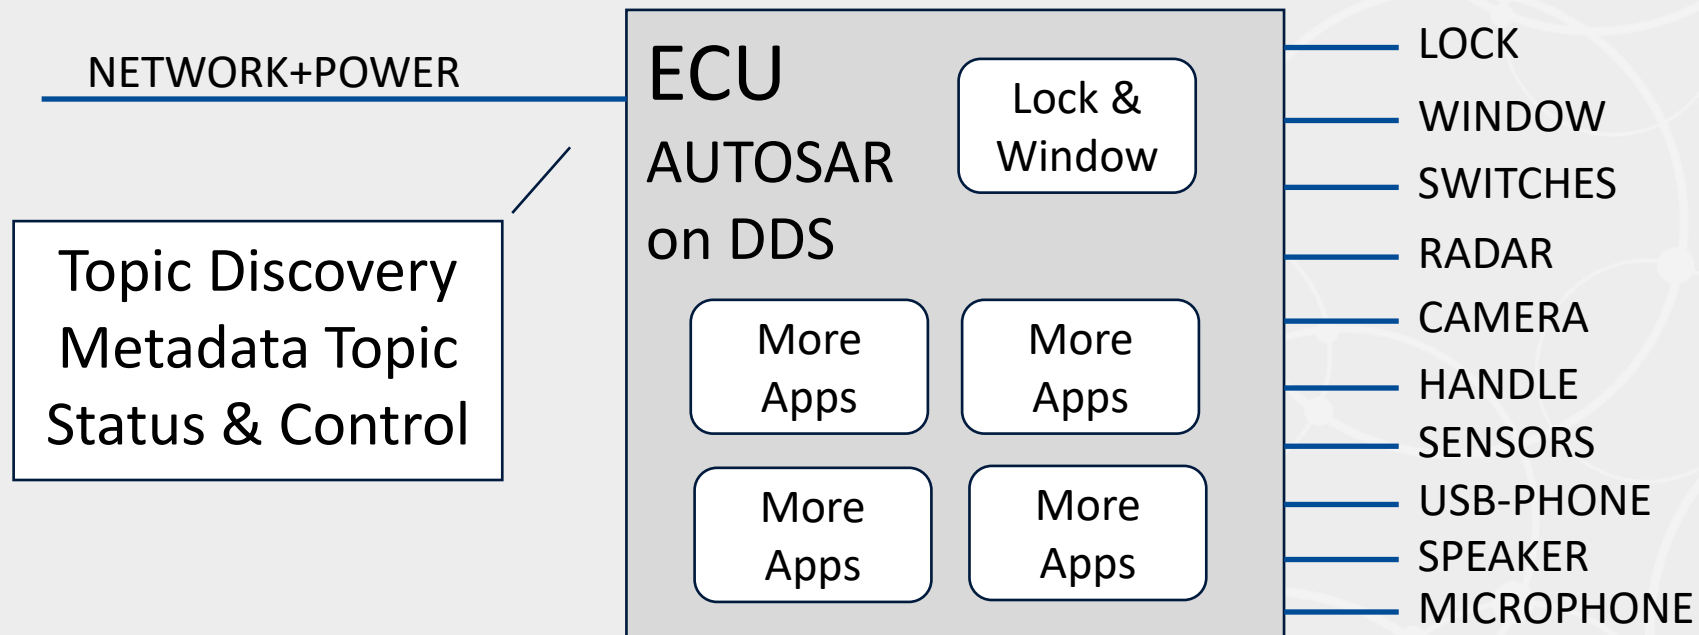 NETWORK+POWER
Topic Discovery
Metadata Topic
Status & Control
ECU
AUTOSAR
on DDS
Lock &
Window
More
Apps
More
Apps
More
Apps
More
Apps
LOCK
WINDOW
SWITCHES
RADAR
CAMERA
HANDLE
SENSORS
USB-PHONE
SPEAKER
MICROPHONE